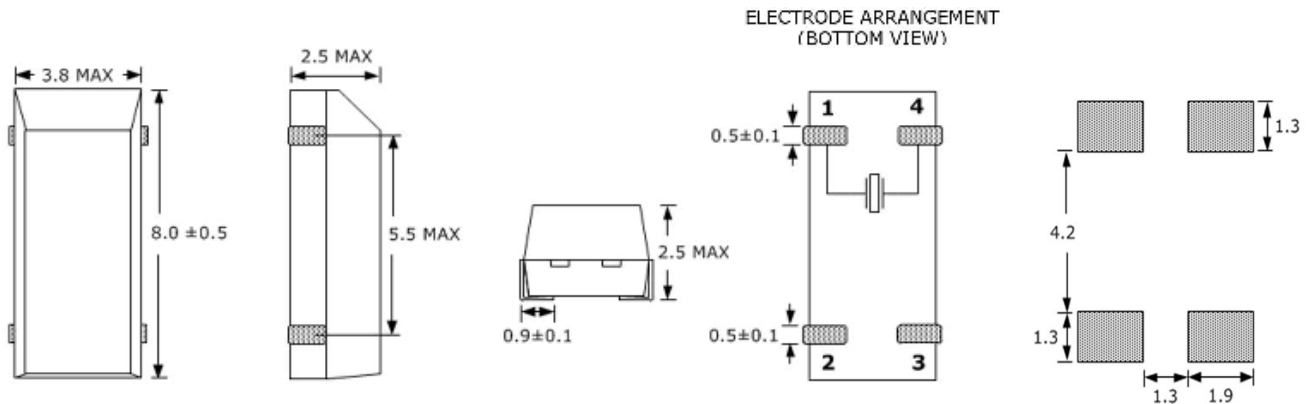 ELECTRODE ARRANGEMENT
(BOTTOM VIEW)
3.8 MAX
8.0 ±0.5
2.5 MAX
5.5 MAX
2.5 MAX
0.9±0.1
1 4
0.5±0.1
0.5±0.1
2 3
1.3
4.2
1.3
1.3 1.9